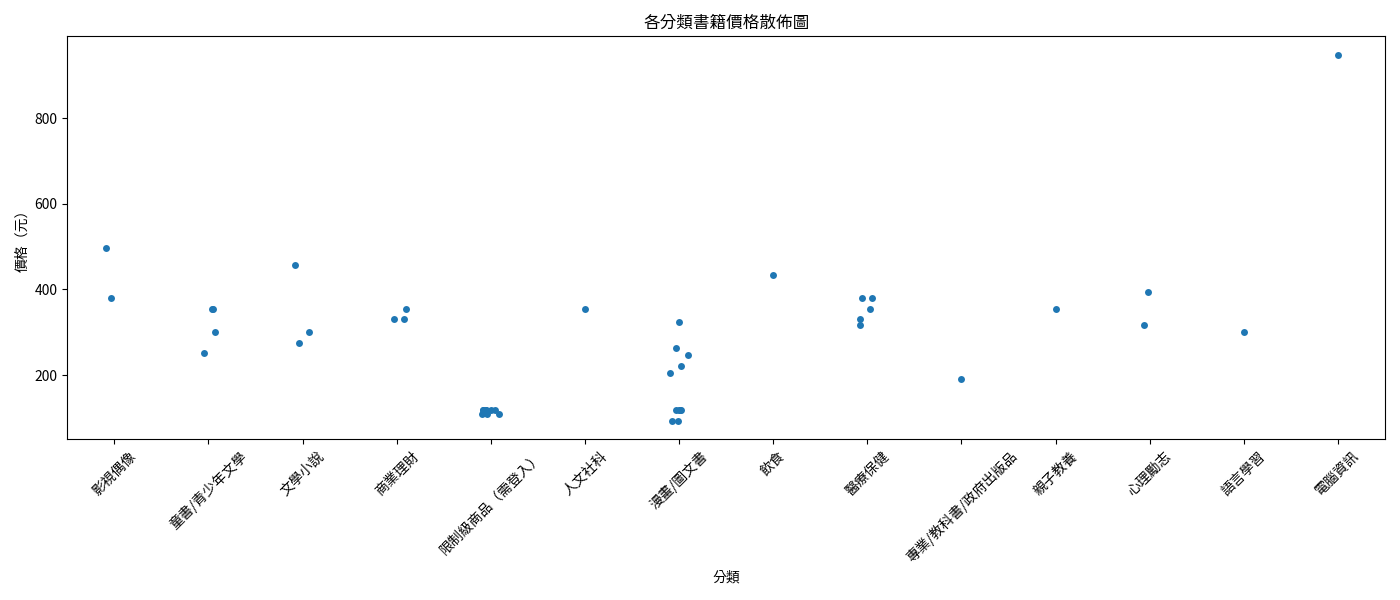 各分類書籍價格散佈圖
價格（元）
800
600
400
200
影視偶像
童書/青少年文學
文學小說
商業理財
限制級商品（需登入）
人文社科
漫畫/圖文書
飲食
醫療保健
專業/教科書/政府出版品
親子教養
心理勵志
語言學習
電腦資訊
分類